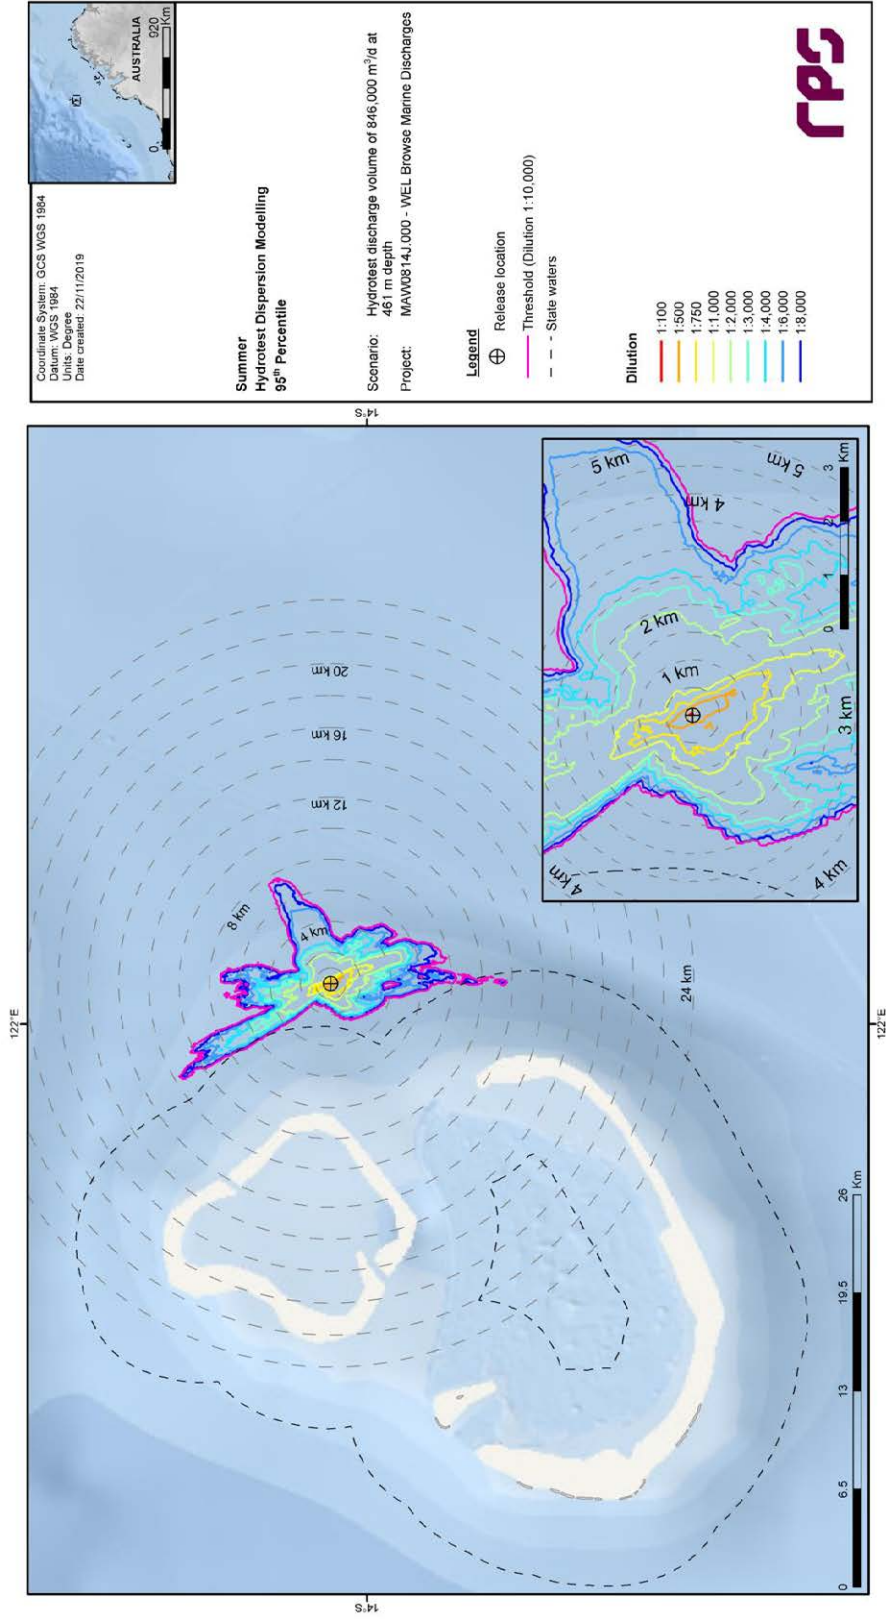 Coordinate System: GCS WGS 1984
Datum: WGS 1984
Units: Degree
Date created: 22/11/2019
AUSTRALIA
0
920
Km
Summer
Hydrotest Dispersion Modelling
95th Percentile
Scenario: Hydrotest discharge volume of 846,000 m³/d at
461 m depth
Project: MAW0814J.000 - WEL Browse Marine Discharges
Legend
Release location
Threshold (Dilution 1:10,000)
State waters
Dilution
1:100
1:500
1:750
1:1,000
1:2,000
1:3,000
1:4,000
1:6,000
1:8,000
rps
122°E
14°S
14°S
122°E
4 km
8 km
12 km
16 km
20 km
24 km
0
6.5
13
19.5
26
Km
1 km
2 km
3 km
4 km
4 km
4 km
5 km
5 km
0
1
2
3
Km